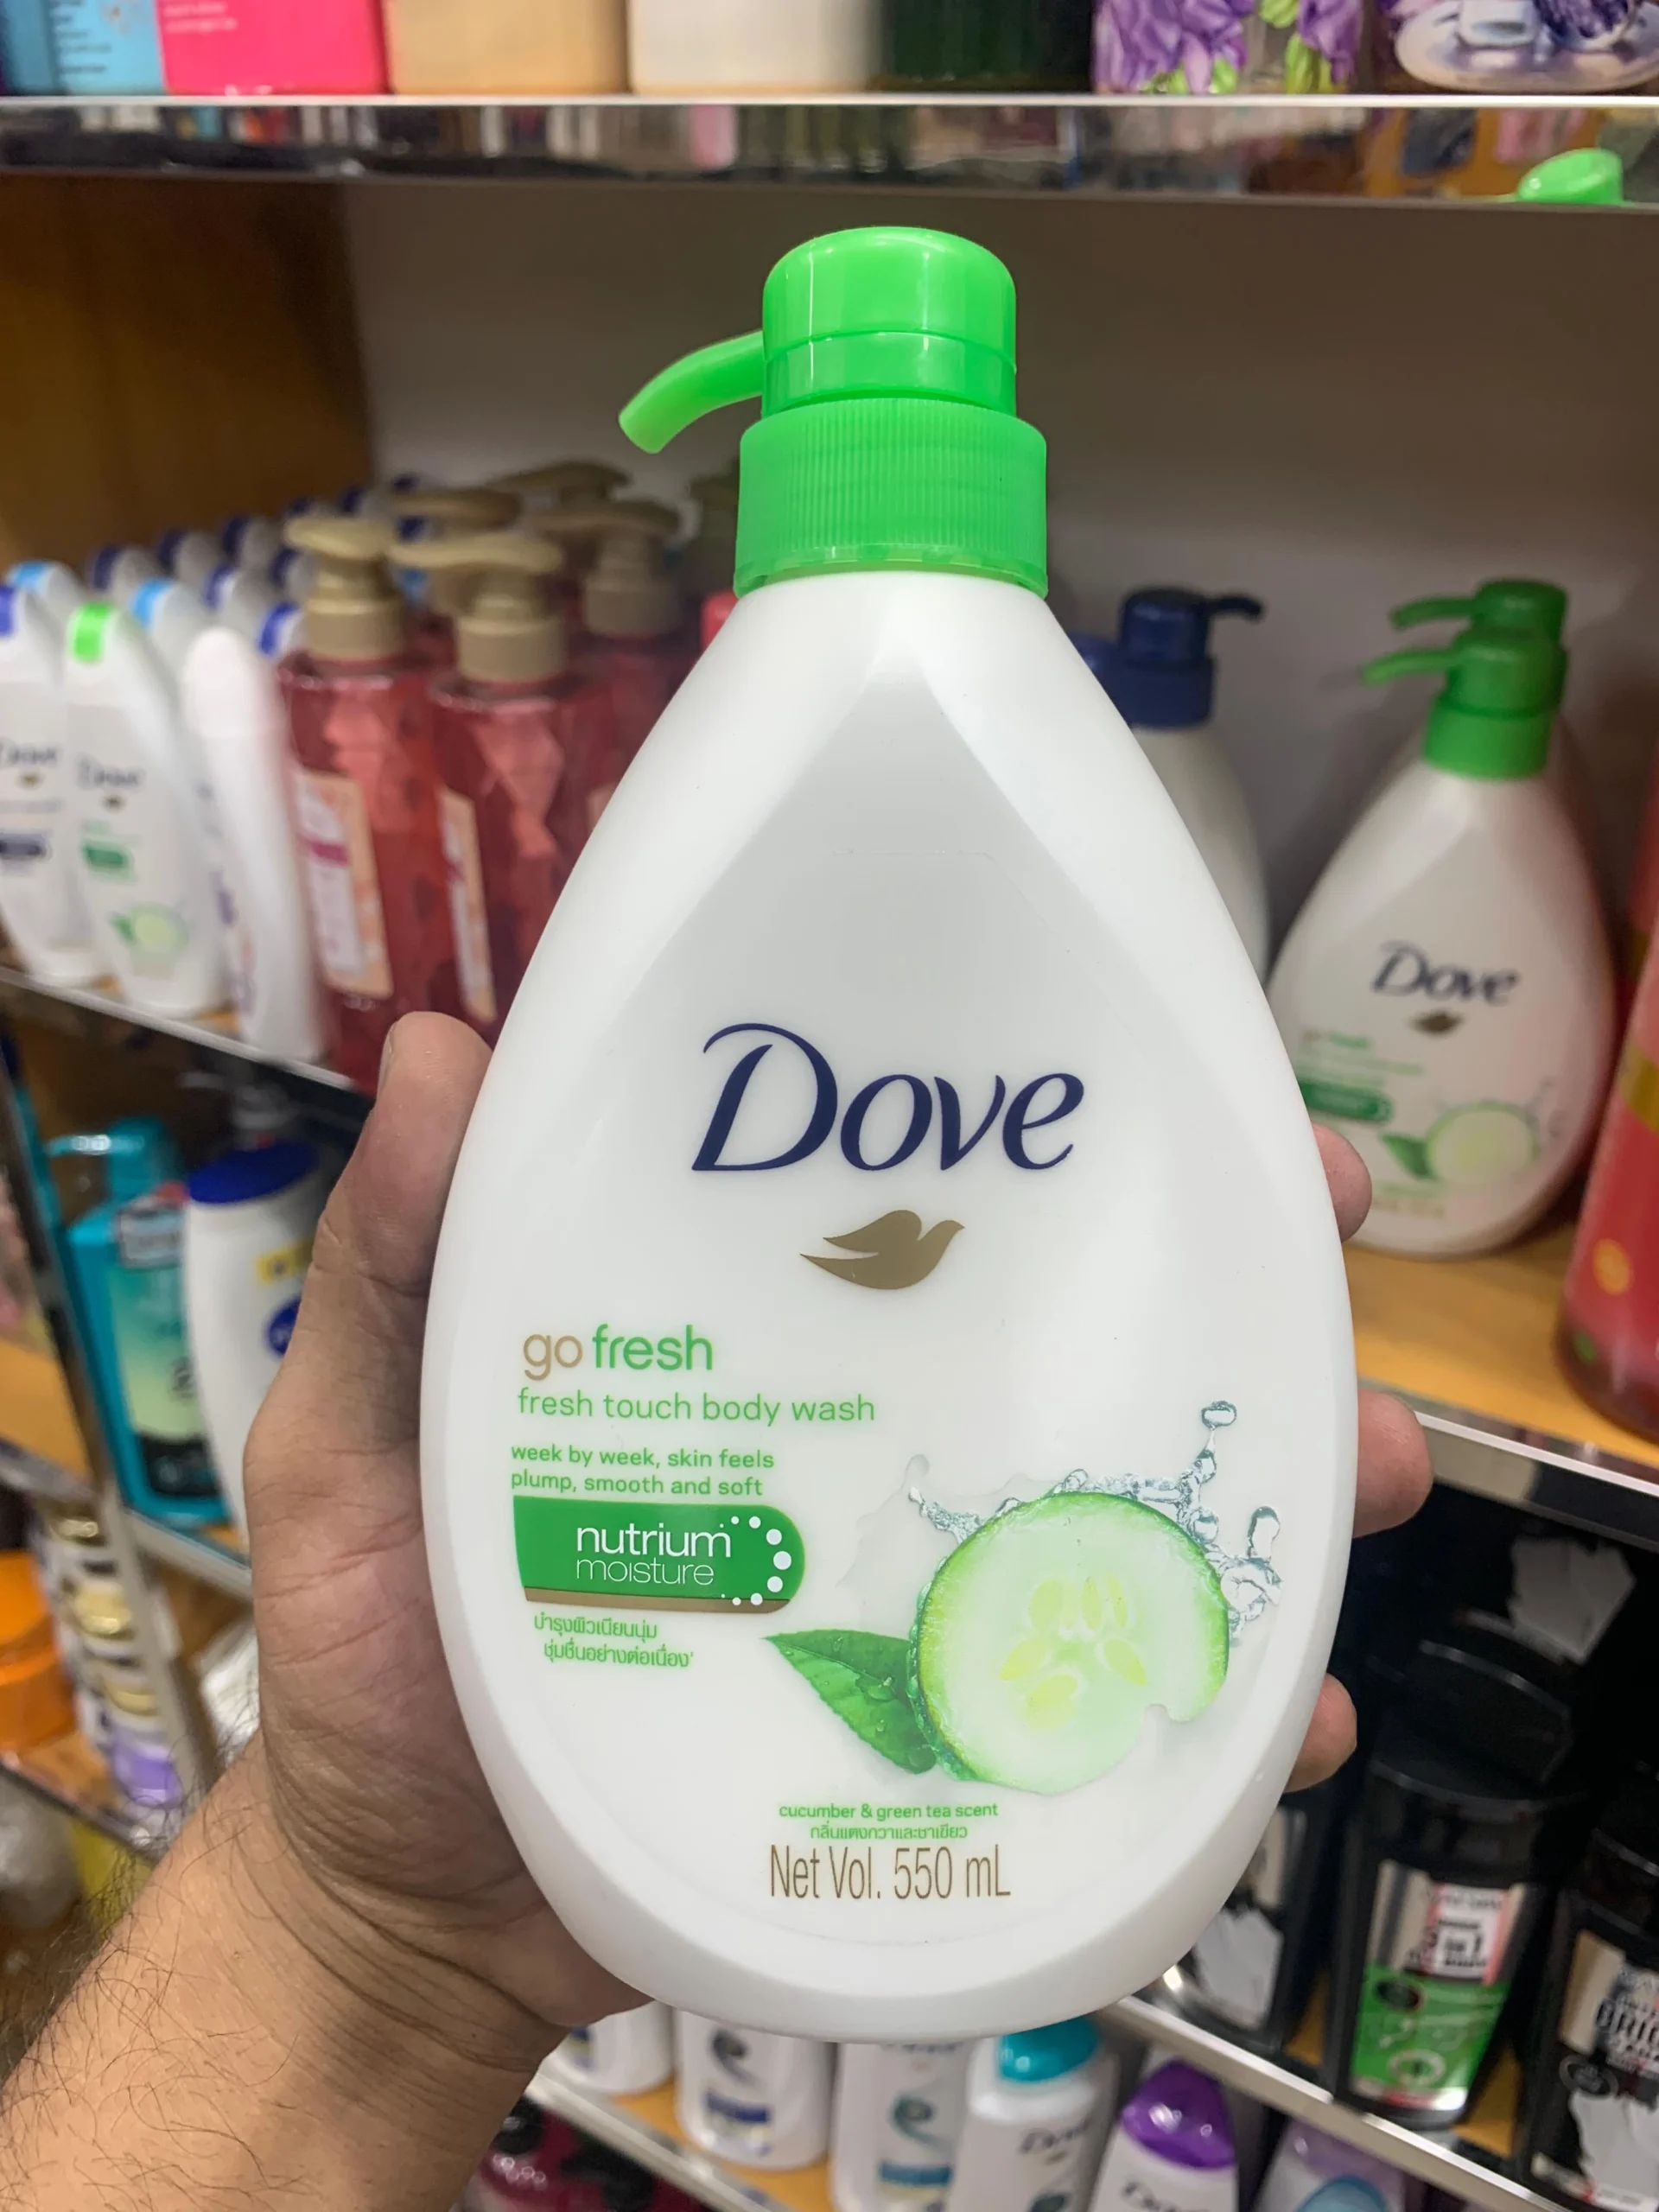 Dove
go fresh
fresh touch body wash
week by week, skin feels
plump, smooth and soft
nutrium
moisture
บำรุงผิวเนียนนุ่ม
ชุ่มชื่นอย่างต่อเนื่อง
cucumber & green tea scent
กลิ่นแตงกวาและชาเขียว
Net Vol. 550 mL
Dove
Dove
Dove